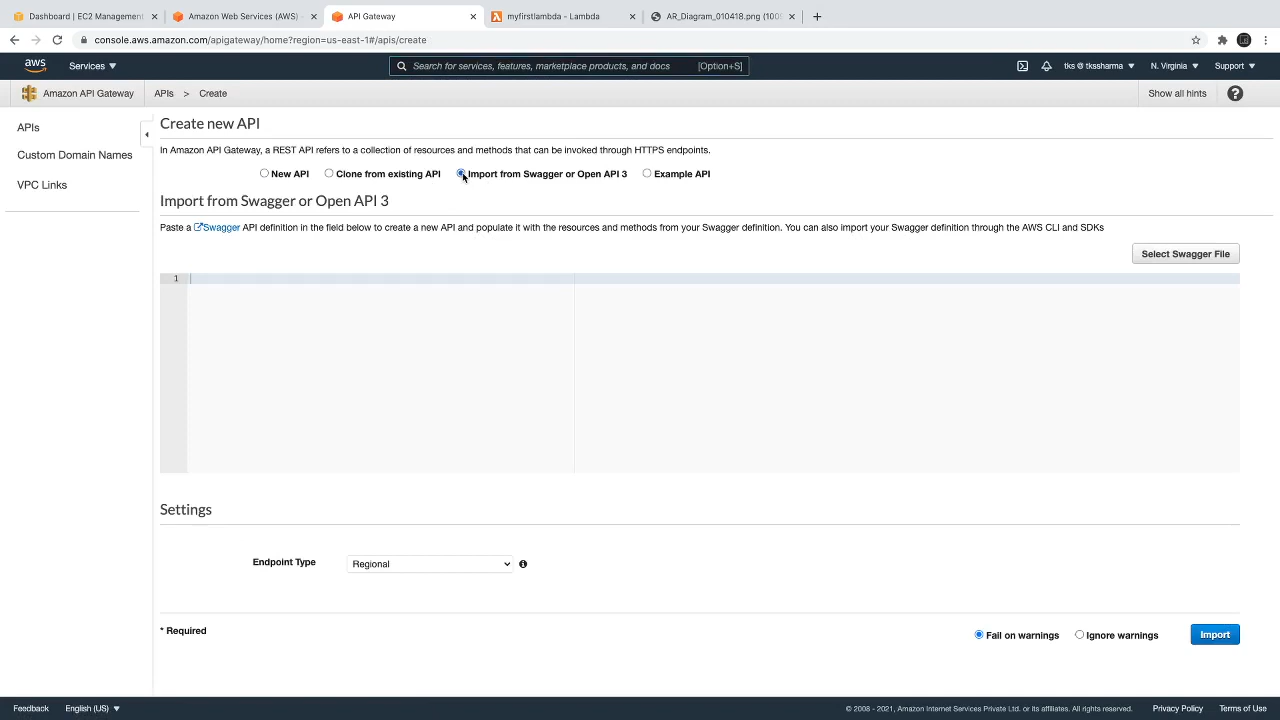 Dashboard | EC2 Management
Amazon Web Services (AWS) -
API Gateway
myfirstlambda - Lambda
AR_Diagram_010418.png (100
console.aws.amazon.com/apigateway/home?region=us-east-1#/apis/create
aws
Services
Search for services, features, marketplace products, and docs
[Option+S]
tks @ tkssharma
N. Virginia
Support
Amazon API Gateway
APIs > Create
Show all hints
?
APIs
Custom Domain Names
VPC Links
Create new API
In Amazon API Gateway, a REST API refers to a collection of resources and methods that can be invoked through HTTPS endpoints.
New API
Clone from existing API
Import from Swagger or Open API 3
Example API
Import from Swagger or Open API 3
Paste a Swagger API definition in the field below to create a new API and populate it with the resources and methods from your Swagger definition. You can also import your Swagger definition through the AWS CLI and SDKs
Select Swagger File
1
Settings
Endpoint Type
Regional
* Required
Fail on warnings
Ignore warnings
Import
Feedback
English (US)
© 2008 - 2021, Amazon Internet Services Private Ltd. or its affiliates. All rights reserved.
Privacy Policy
Terms of Use